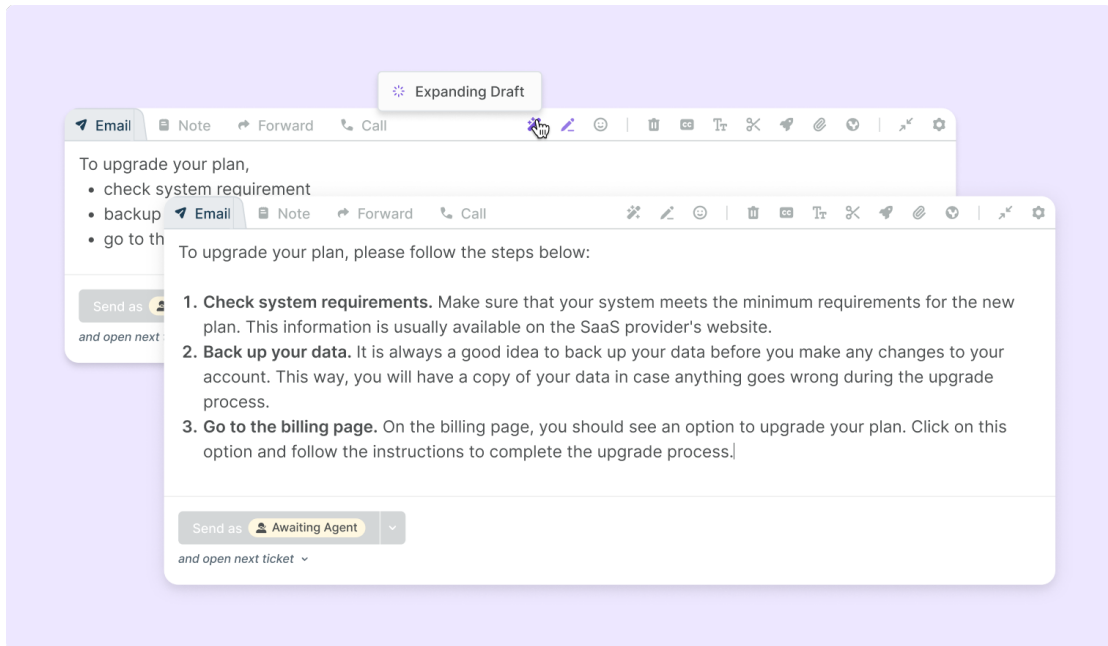 Expanding Draft
Email Note Forward Call
To upgrade your plan,
• check system requirement
• backup
• go to th
Send as
and open next
Email Note Forward Call
To upgrade your plan, please follow the steps below:
1. Check system requirements. Make sure that your system meets the minimum requirements for the new
plan. This information is usually available on the SaaS provider's website.
2. Back up your data. It is always a good idea to back up your data before you make any changes to your
account. This way, you will have a copy of your data in case anything goes wrong during the upgrade
process.
3. Go to the billing page. On the billing page, you should see an option to upgrade your plan. Click on this
option and follow the instructions to complete the upgrade process.
Send as Awaiting Agent
and open next ticket